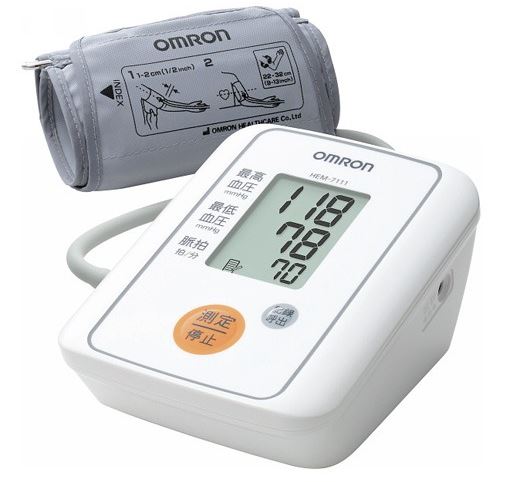 OMRON
1 1-2cm(1/2inch) 2
22-32cm
(9-13inch)
INDEX
OMRON HEALTHCARE Co.,Ltd.
OMRON
HEM-7111
最高
血圧
mmHg
118
最低
血圧
mmHg
78
脈拍
拍/分
70
測定
停止
記録
呼出